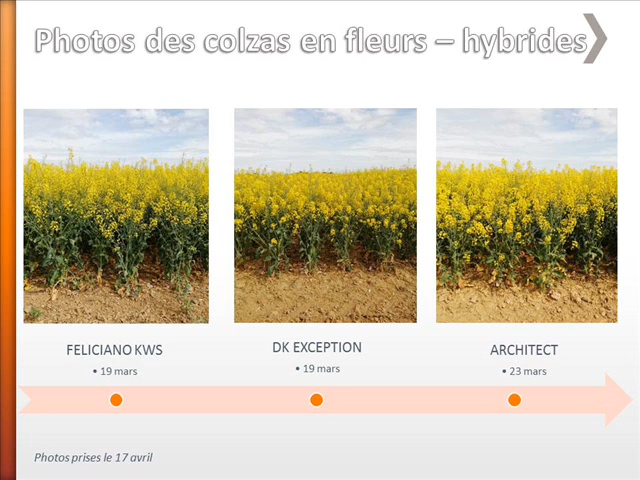 Photos des colzas en fleurs – hybrides
FELICIANO KWS
• 19 mars
DK EXCEPTION
• 19 mars
ARCHITECT
• 23 mars
Photos prises le 17 avril